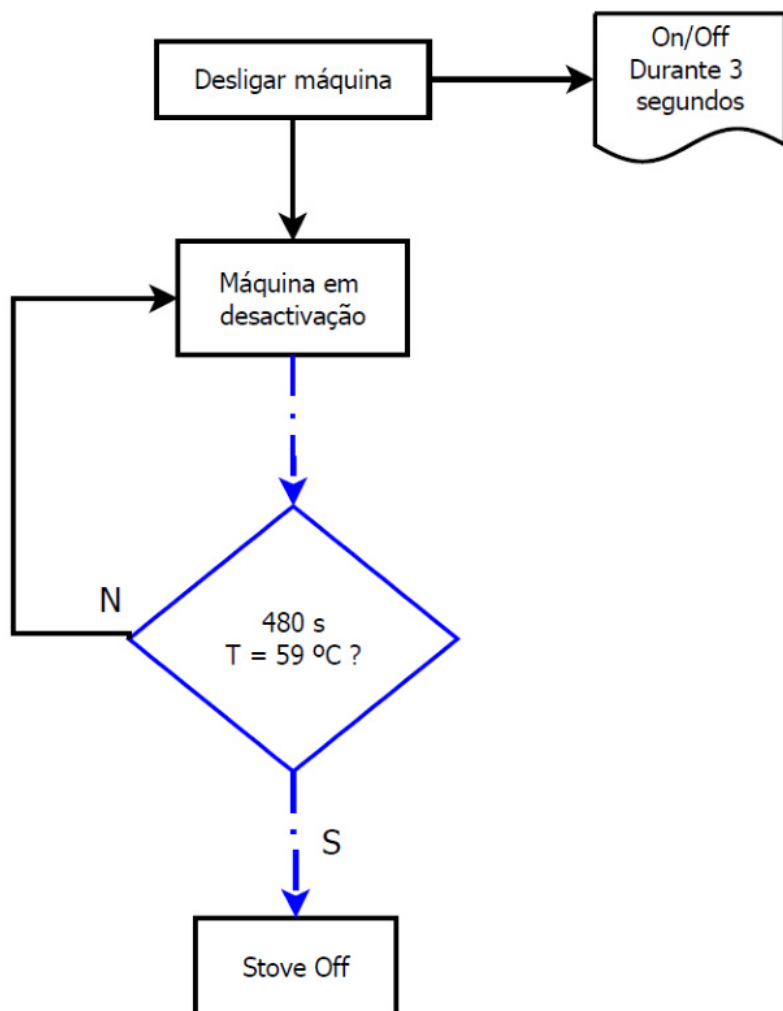 Desligar máquina
On/Off
Durante 3
segundos
Máquina em
desactivação
N
480 s
T = 59 ºC ?
S
Stove Off